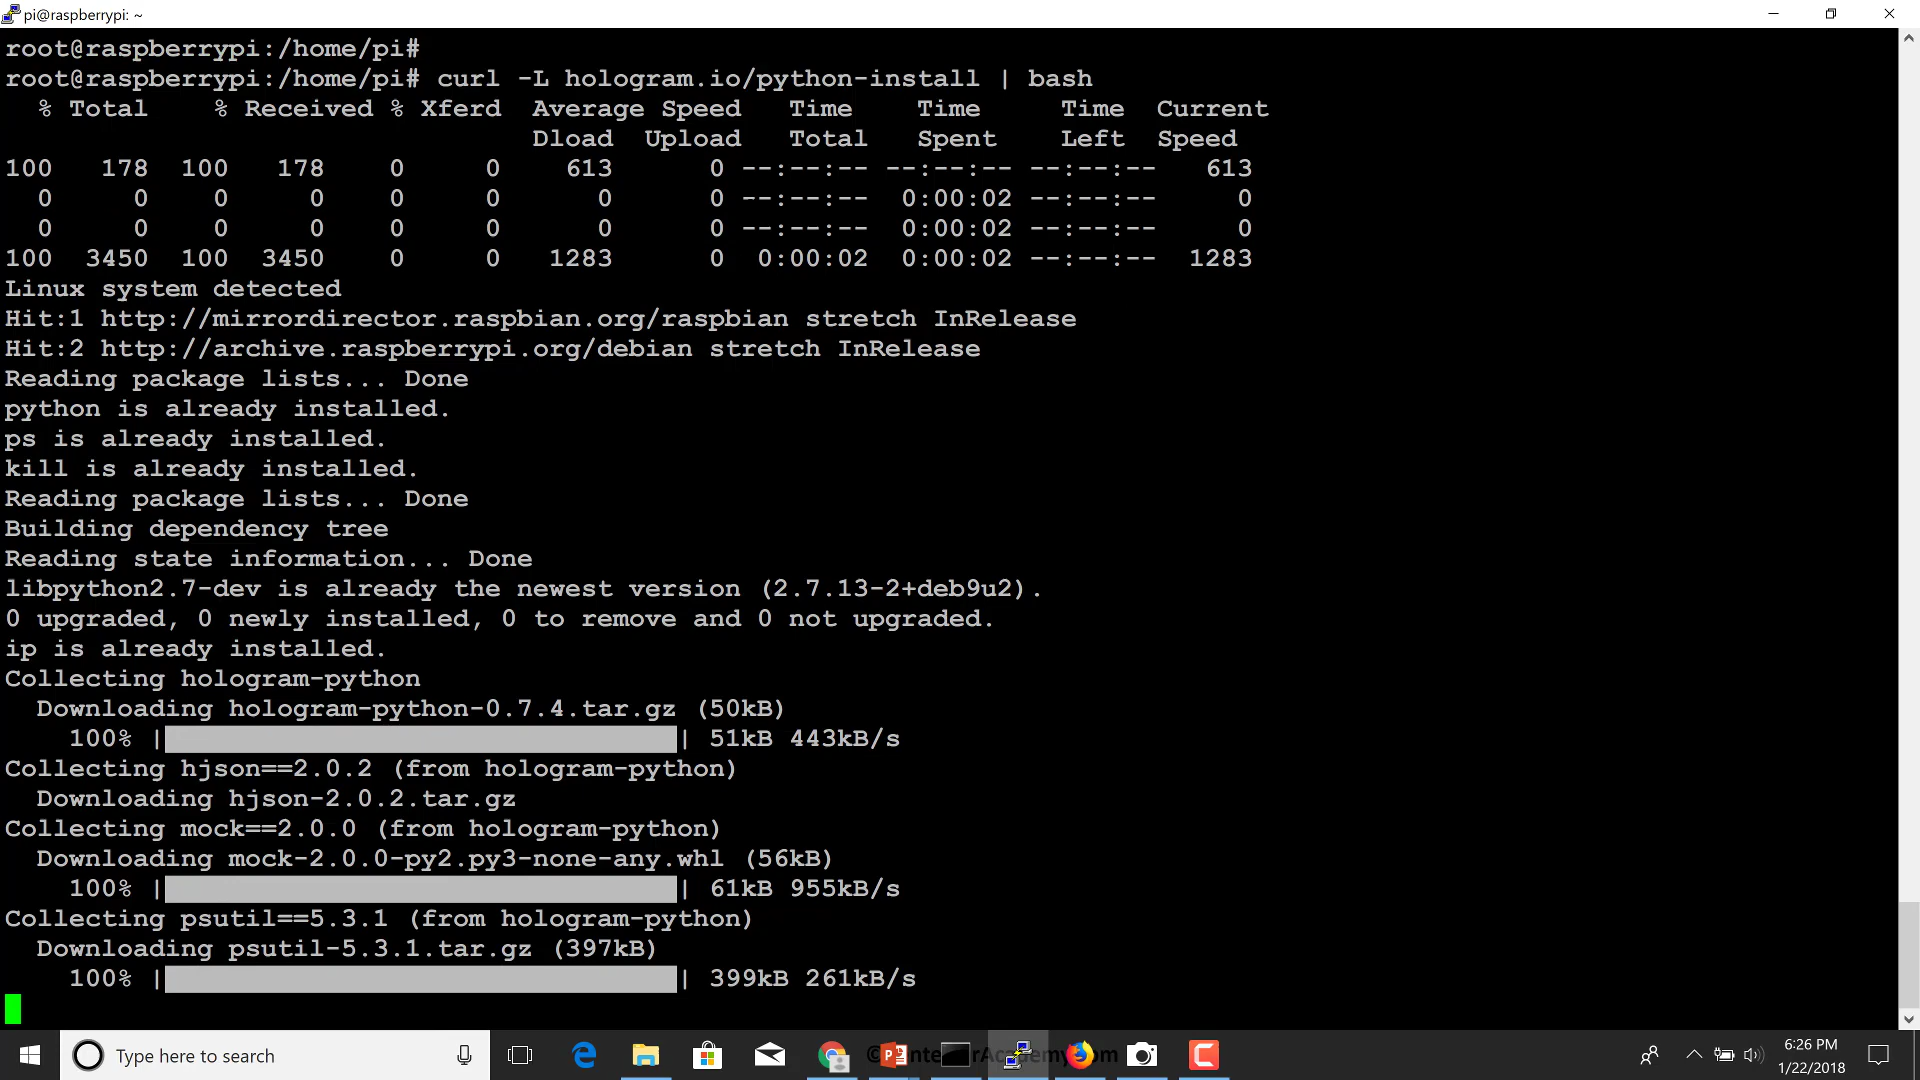 pi@raspberrypi: ~
root@raspberrypi:/home/pi#
root@raspberrypi:/home/pi# curl -L hologram.io/python-install | bash
  % Total    % Received % Xferd  Average Speed   Time    Time     Time  Current
                                 Dload  Upload   Total   Spent    Left  Speed
100   178  100   178    0     0    613      0 --:--:-- --:--:-- --:--:--   613
  0     0    0     0    0     0      0      0 --:--:--  0:00:02 --:--:--     0
  0     0    0     0    0     0      0      0 --:--:--  0:00:02 --:--:--     0
100  3450  100  3450    0     0   1283      0  0:00:02  0:00:02 --:--:--  1283
Linux system detected
Hit:1 http://mirrordirector.raspbian.org/raspbian stretch InRelease
Hit:2 http://archive.raspberrypi.org/debian stretch InRelease
Reading package lists... Done
python is already installed.
ps is already installed.
kill is already installed.
Reading package lists... Done
Building dependency tree
Reading state information... Done
libpython2.7-dev is already the newest version (2.7.13-2+deb9u2).
0 upgraded, 0 newly installed, 0 to remove and 0 not upgraded.
ip is already installed.
Collecting hologram-python
  Downloading hologram-python-0.7.4.tar.gz (50kB)
    100% || 51kB 443kB/s
Collecting hjson==2.0.2 (from hologram-python)
  Downloading hjson-2.0.2.tar.gz
Collecting mock==2.0.0 (from hologram-python)
  Downloading mock-2.0.0-py2.py3-none-any.whl (56kB)
    100% || 61kB 955kB/s
Collecting psutil==5.3.1 (from hologram-python)
  Downloading psutil-5.3.1.tar.gz (397kB)
    100% || 399kB 261kB/s
Type here to search
6:26 PM
1/22/2018